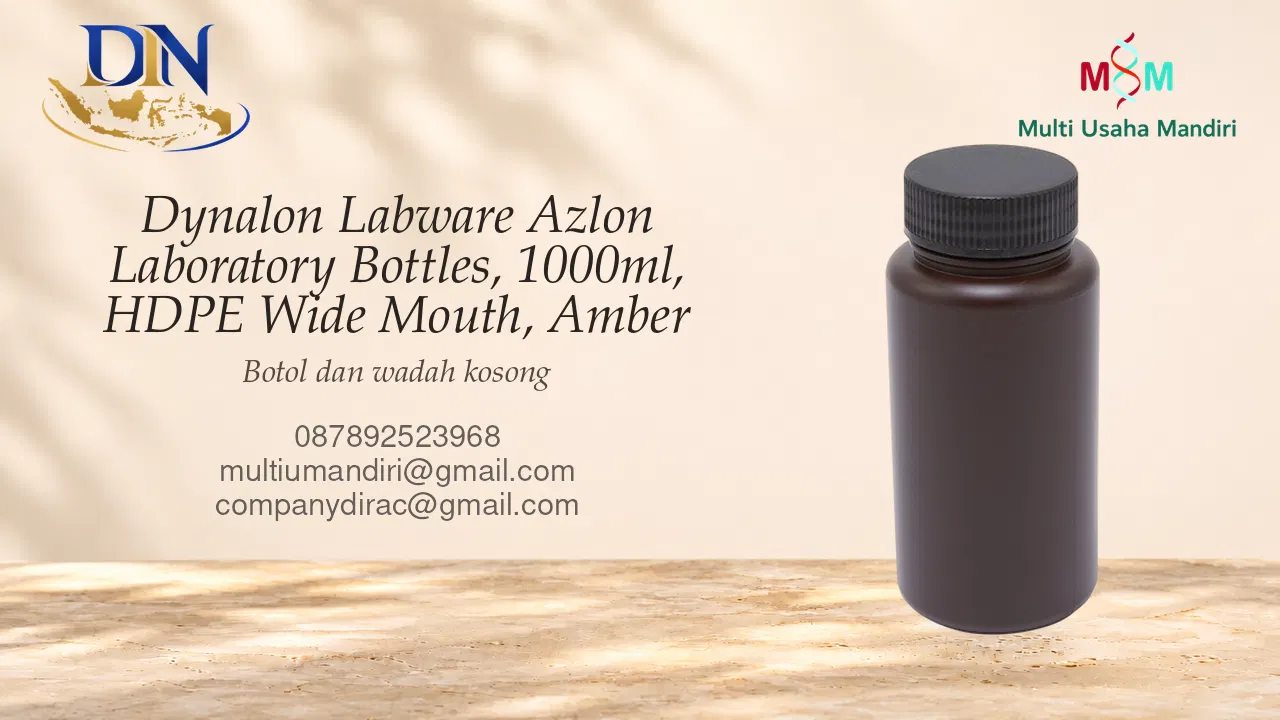 DN
MUM
Multi Usaha Mandiri
Dynalon Labware Azlon
Laboratory Bottles, 1000ml,
HDPE Wide Mouth, Amber
Botol dan wadah kosong
087892523968
multiumandiri@gmail.com
companydirac@gmail.com